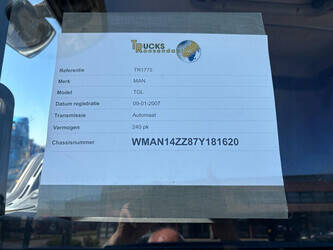 TRUCKS
ROOSENDAAL
Referentie TR1775
Merk MAN
Model TGL
Datum registratie 09-01-2007
Transmissie Automaat
Vermogen 240 pk
Chassisnummer WMAN14ZZ87Y181620